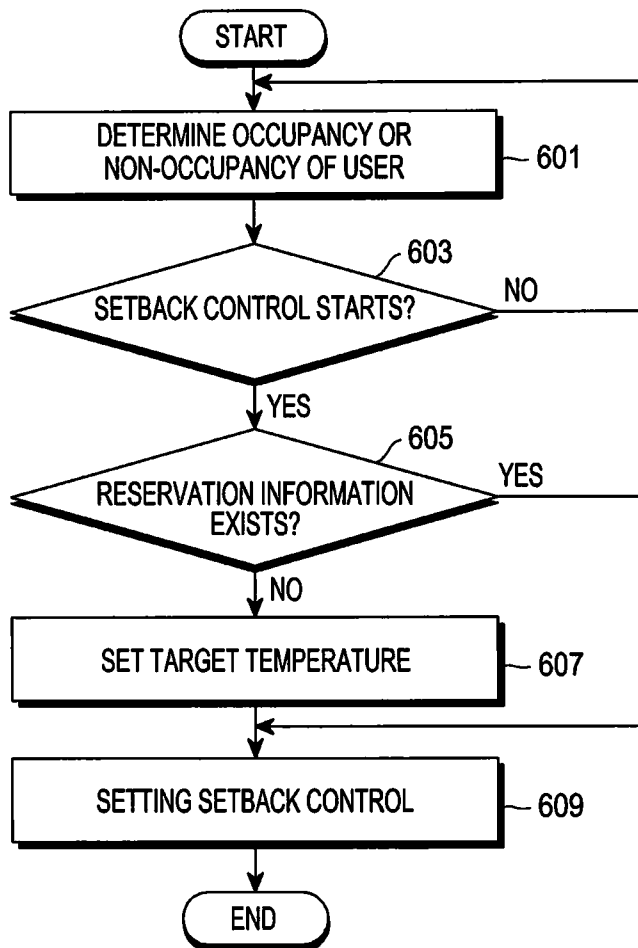 START
DETERMINE OCCUPANCY OR
NON-OCCUPANCY OF USER
601
603
SETBACK CONTROL STARTS?
NO
YES
605
RESERVATION INFORMATION
EXISTS?
YES
NO
SET TARGET TEMPERATURE
607
SETTING SETBACK CONTROL
609
END